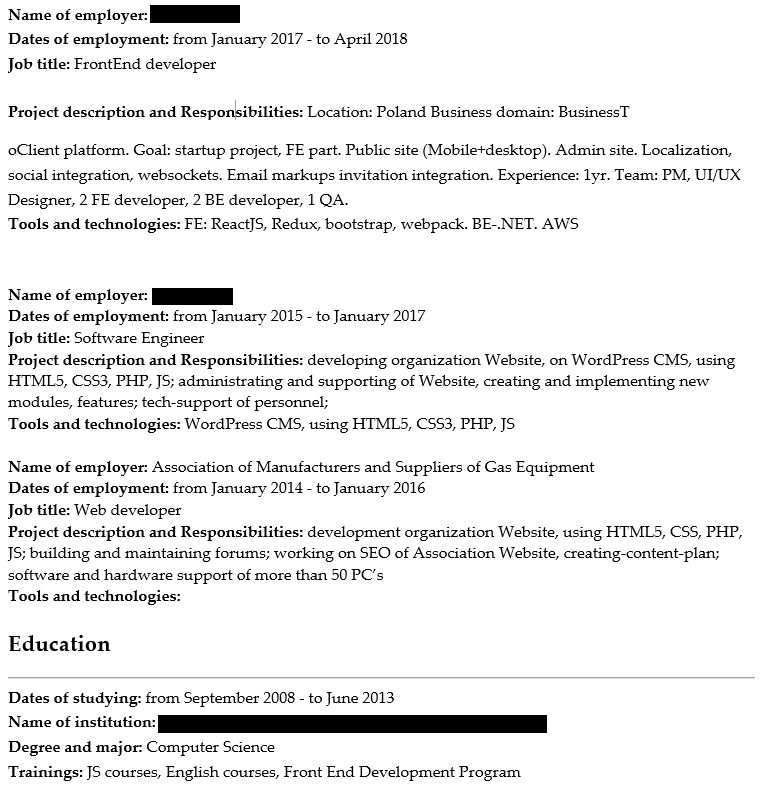 Name of employer:
Dates of employment: from January 2017 - to April 2018
Job title: FrontEnd developer
Project description and Responsibilities: Location: Poland Business domain: BusinessT
oClient platform. Goal: startup project, FE part. Public site (Mobile+desktop). Admin site. Localization,
social integration, websockets. Email markups invitation integration. Experience: 1yr. Team: PM, UI/UX
Designer, 2 FE developer, 2 BE developer, 1 QA.
Tools and technologies: FE: ReactJS, Redux, bootstrap, webpack. BE-.NET. AWS
Name of employer:
Dates of employment: from January 2015 - to January 2017
Job title: Software Engineer
Project description and Responsibilities: developing organization Website, on WordPress CMS, using
HTML5, CSS3, PHP, JS; administrating and supporting of Website, creating and implementing new
modules, features; tech-support of personnel;
Tools and technologies: WordPress CMS, using HTML5, CSS3, PHP, JS
Name of employer: Association of Manufacturers and Suppliers of Gas Equipment
Dates of employment: from January 2014 - to January 2016
Job title: Web developer
Project description and Responsibilities: development organization Website, using HTML5, CSS, PHP,
JS; building and maintaining forums; working on SEO of Association Website, creating-content-plan;
software and hardware support of more than 50 PC's
Tools and technologies:
Education
Dates of studying: from September 2008 - to June 2013
Name of institution:
Degree and major: Computer Science
Trainings: JS courses, English courses, Front End Development Program